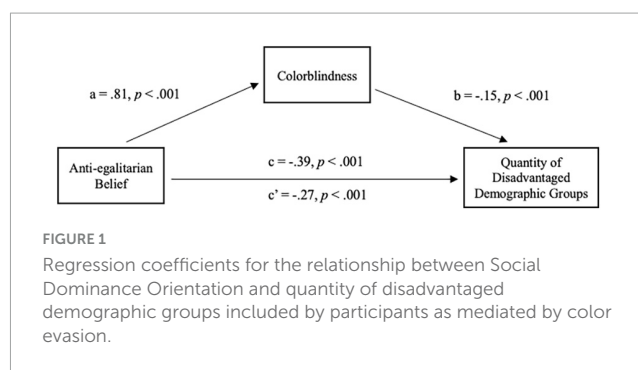 Colorblindness
a = .81, p < .001
b = -.15, p < .001
Anti-egalitarian
Belief
c = -.39, p < .001
c' = -.27, p < .001
Quantity of
Disadvantaged
Demographic Groups
FIGURE 1
Regression coefficients for the relationship between Social
Dominance Orientation and quantity of disadvantaged
demographic groups included by participants as mediated by color
evasion.